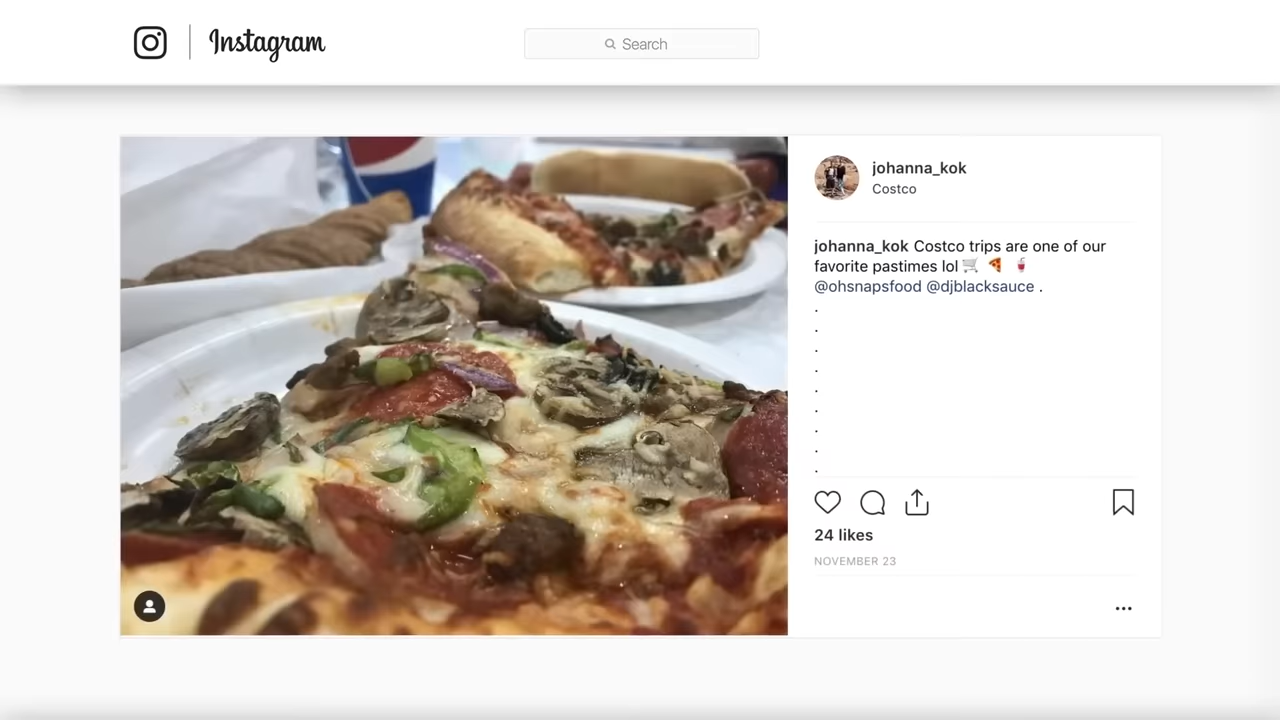 Instagram
Search
johanna_kok
Costco
johanna_kok Costco trips are one of our
favorite pastimes lol🛒 🍕 🥤
@ohsnapsfood @djblacksauce .
.
.
.
.
.
.
.
.
.
24 likes
NOVEMBER 23